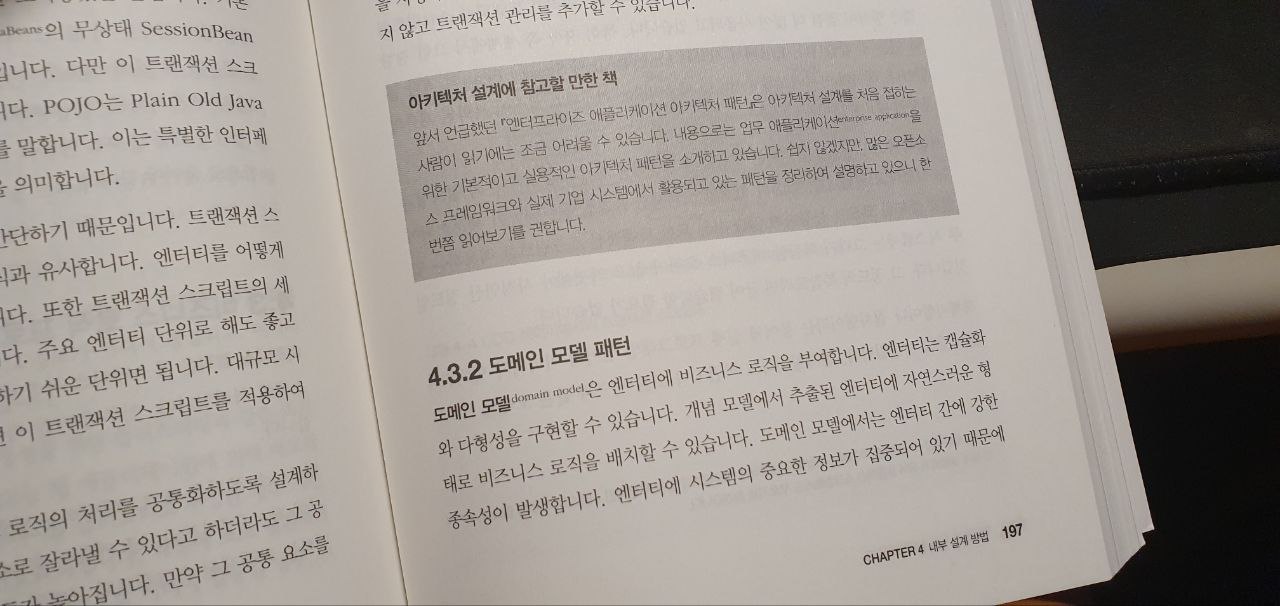 의 무상태 SessionBean
입니다. 다만 이 트랜잭션 스크
니다. POJO는 Plain Old Java
를 말합니다. 이는 특별한 인터페
을 의미합니다.
간단하기 때문입니다. 트랜잭션 스
식과 유사합니다. 엔터티를 어떻게
니다. 또한 트랜잭션 스크립트의 세
다. 주요 엔터티 단위로 해도 좋고
하기 쉬운 단위면 됩니다. 대규모 시
이 트랜잭션 스크립트를 적용하여
로직의 처리를 공통화하도록 설계하
소로 잘라낼 수 있다고 하더라도 그 공
높아집니다. 만약 그 공통 요소를
지 않고 트랜잭션 관리를 추가할 수 있습니다.
아키텍처 설계에 참고할 만한 책
앞서 언급했던 『엔터프라이즈 애플리케이션 아키텍처 패턴』은 아키텍처 설계를 처음 접하는
사람이 읽기에는 조금 어려울 수 있습니다. 내용으로는 업무 애플리케이션enterprise application을
위한 기본적이고 실용적인 아키텍처 패턴을 소개하고 있습니다. 쉽지 않겠지만, 많은 오픈소
스 프레임워크와 실제 기업 시스템에서 활용되고 있는 패턴을 정리하여 설명하고 있으니 한
번쯤 읽어보기를 권합니다.
4.3.2 도메인 모델 패턴
도메인 모델domain model은 엔터티에 비즈니스 로직을 부여합니다. 엔터티는 캡슐화
와 다형성을 구현할 수 있습니다. 개념 모델에서 추출된 엔터티에 자연스러운 형
태로 비즈니스 로직을 배치할 수 있습니다. 도메인 모델에서는 엔터티 간에 강한
종속성이 발생합니다. 엔터티에 시스템의 중요한 정보가 집중되어 있기 때문에
CHAPTER 4 내부 설계 방법 197